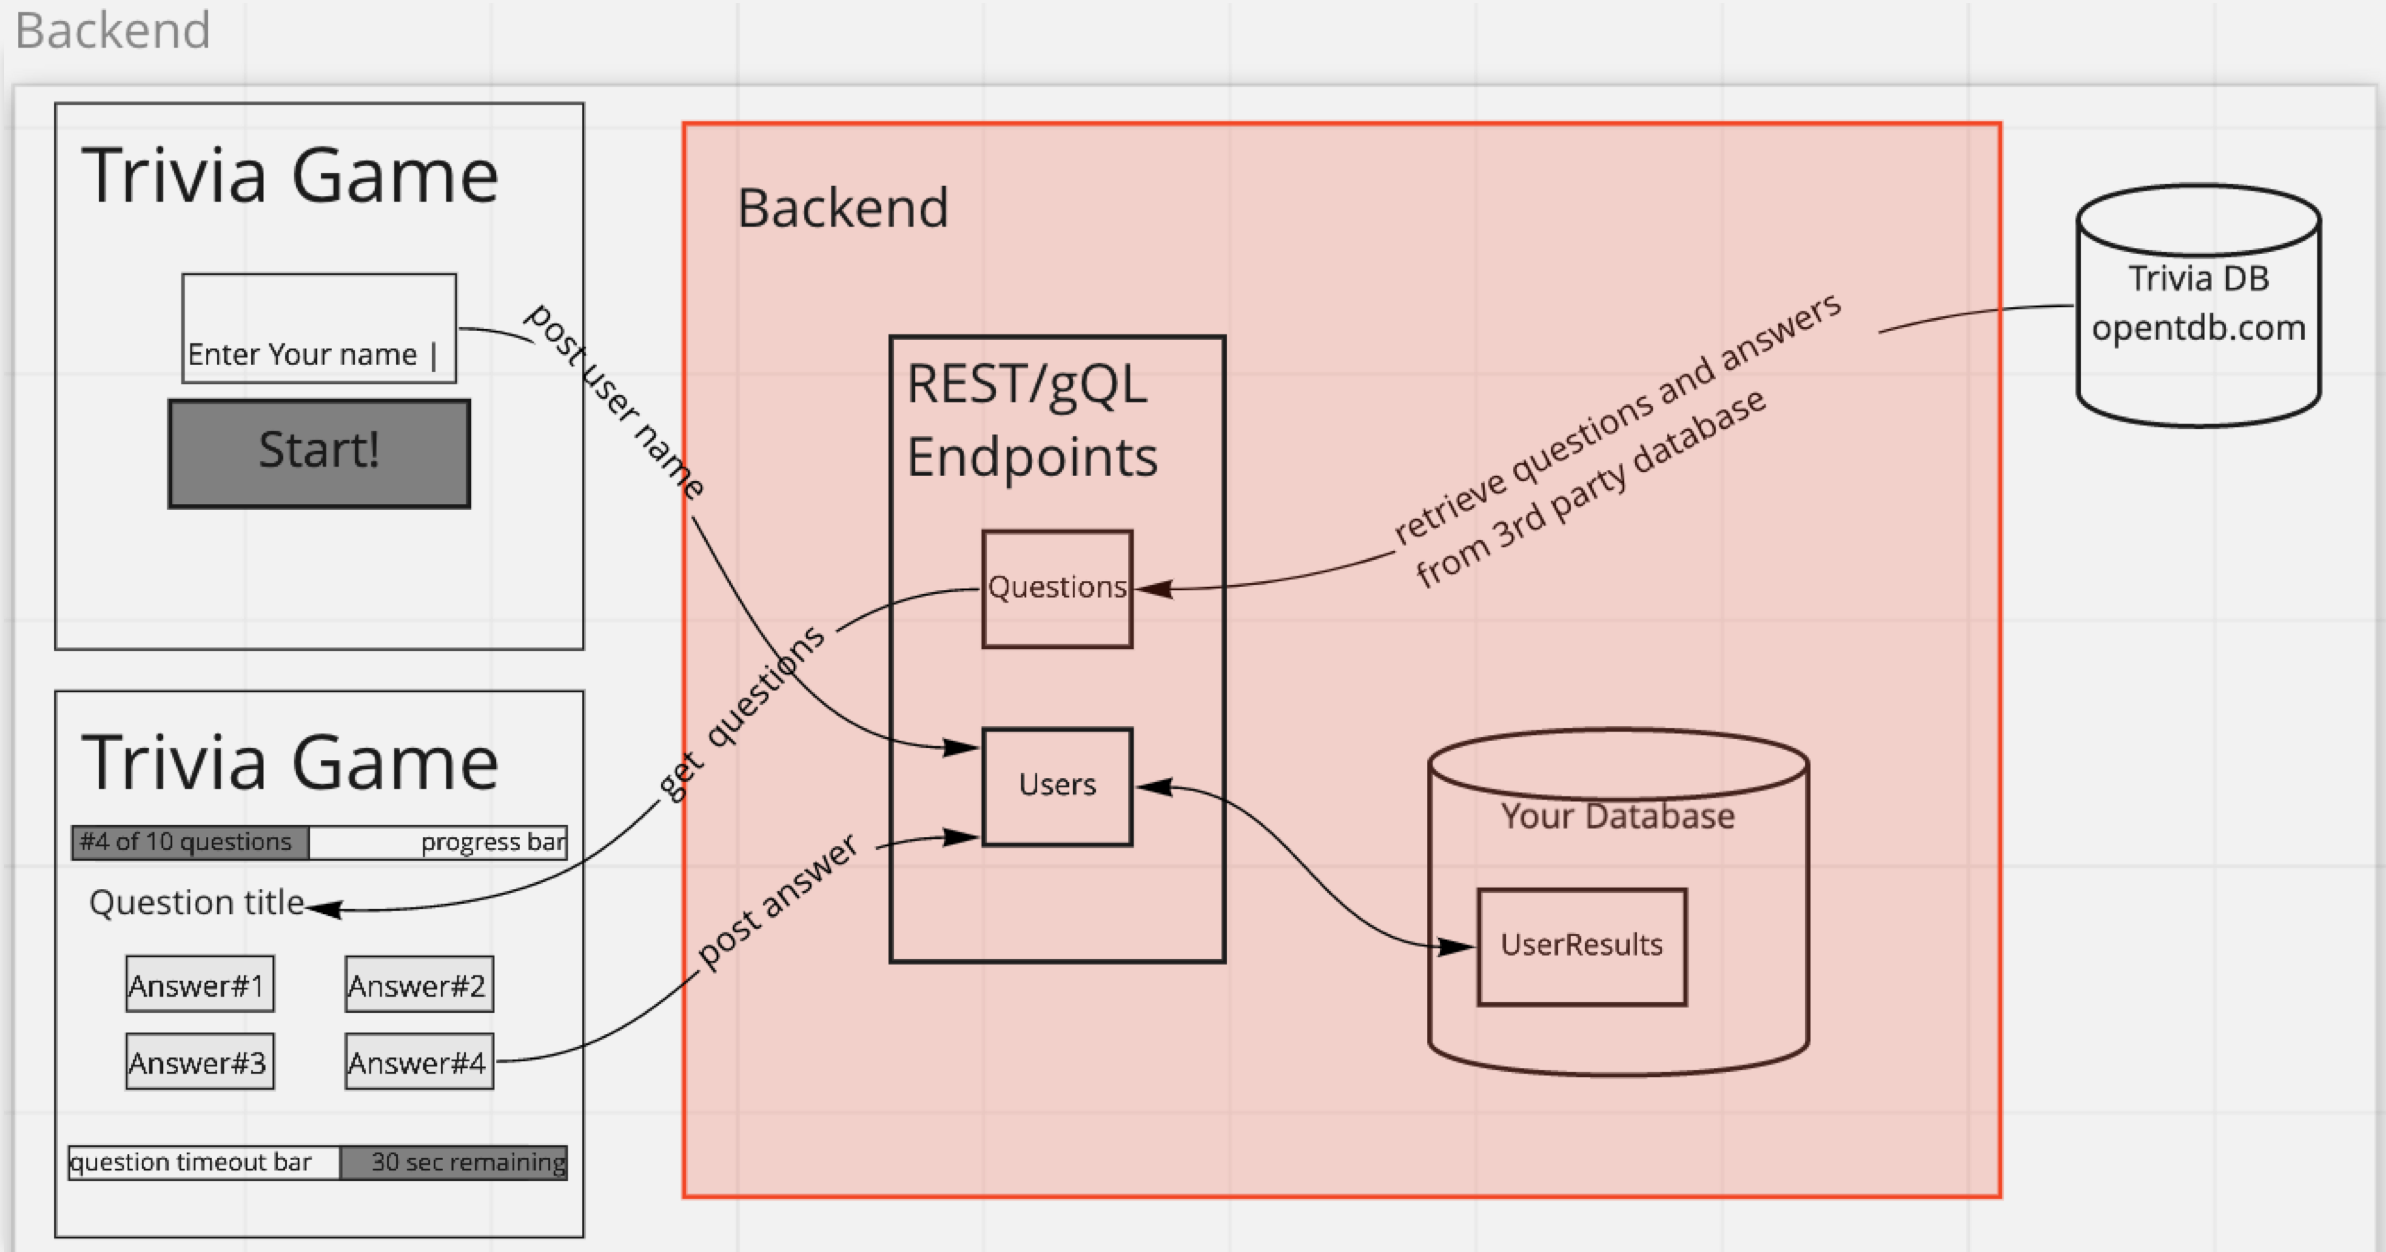 Backend
Trivia Game
Enter Your name |
Start!
post user name
Trivia Game
#4 of 10 questions
progress bar
Question title
Answer#1
Answer#2
Answer#3
Answer#4
question timeout bar
30 sec remaining
get questions
post answer
Backend
REST/gQL
Endpoints
Questions
Users
retrieve questions and answers
from 3rd party database
Your Database
UserResults
Trivia DB
opentdb.com